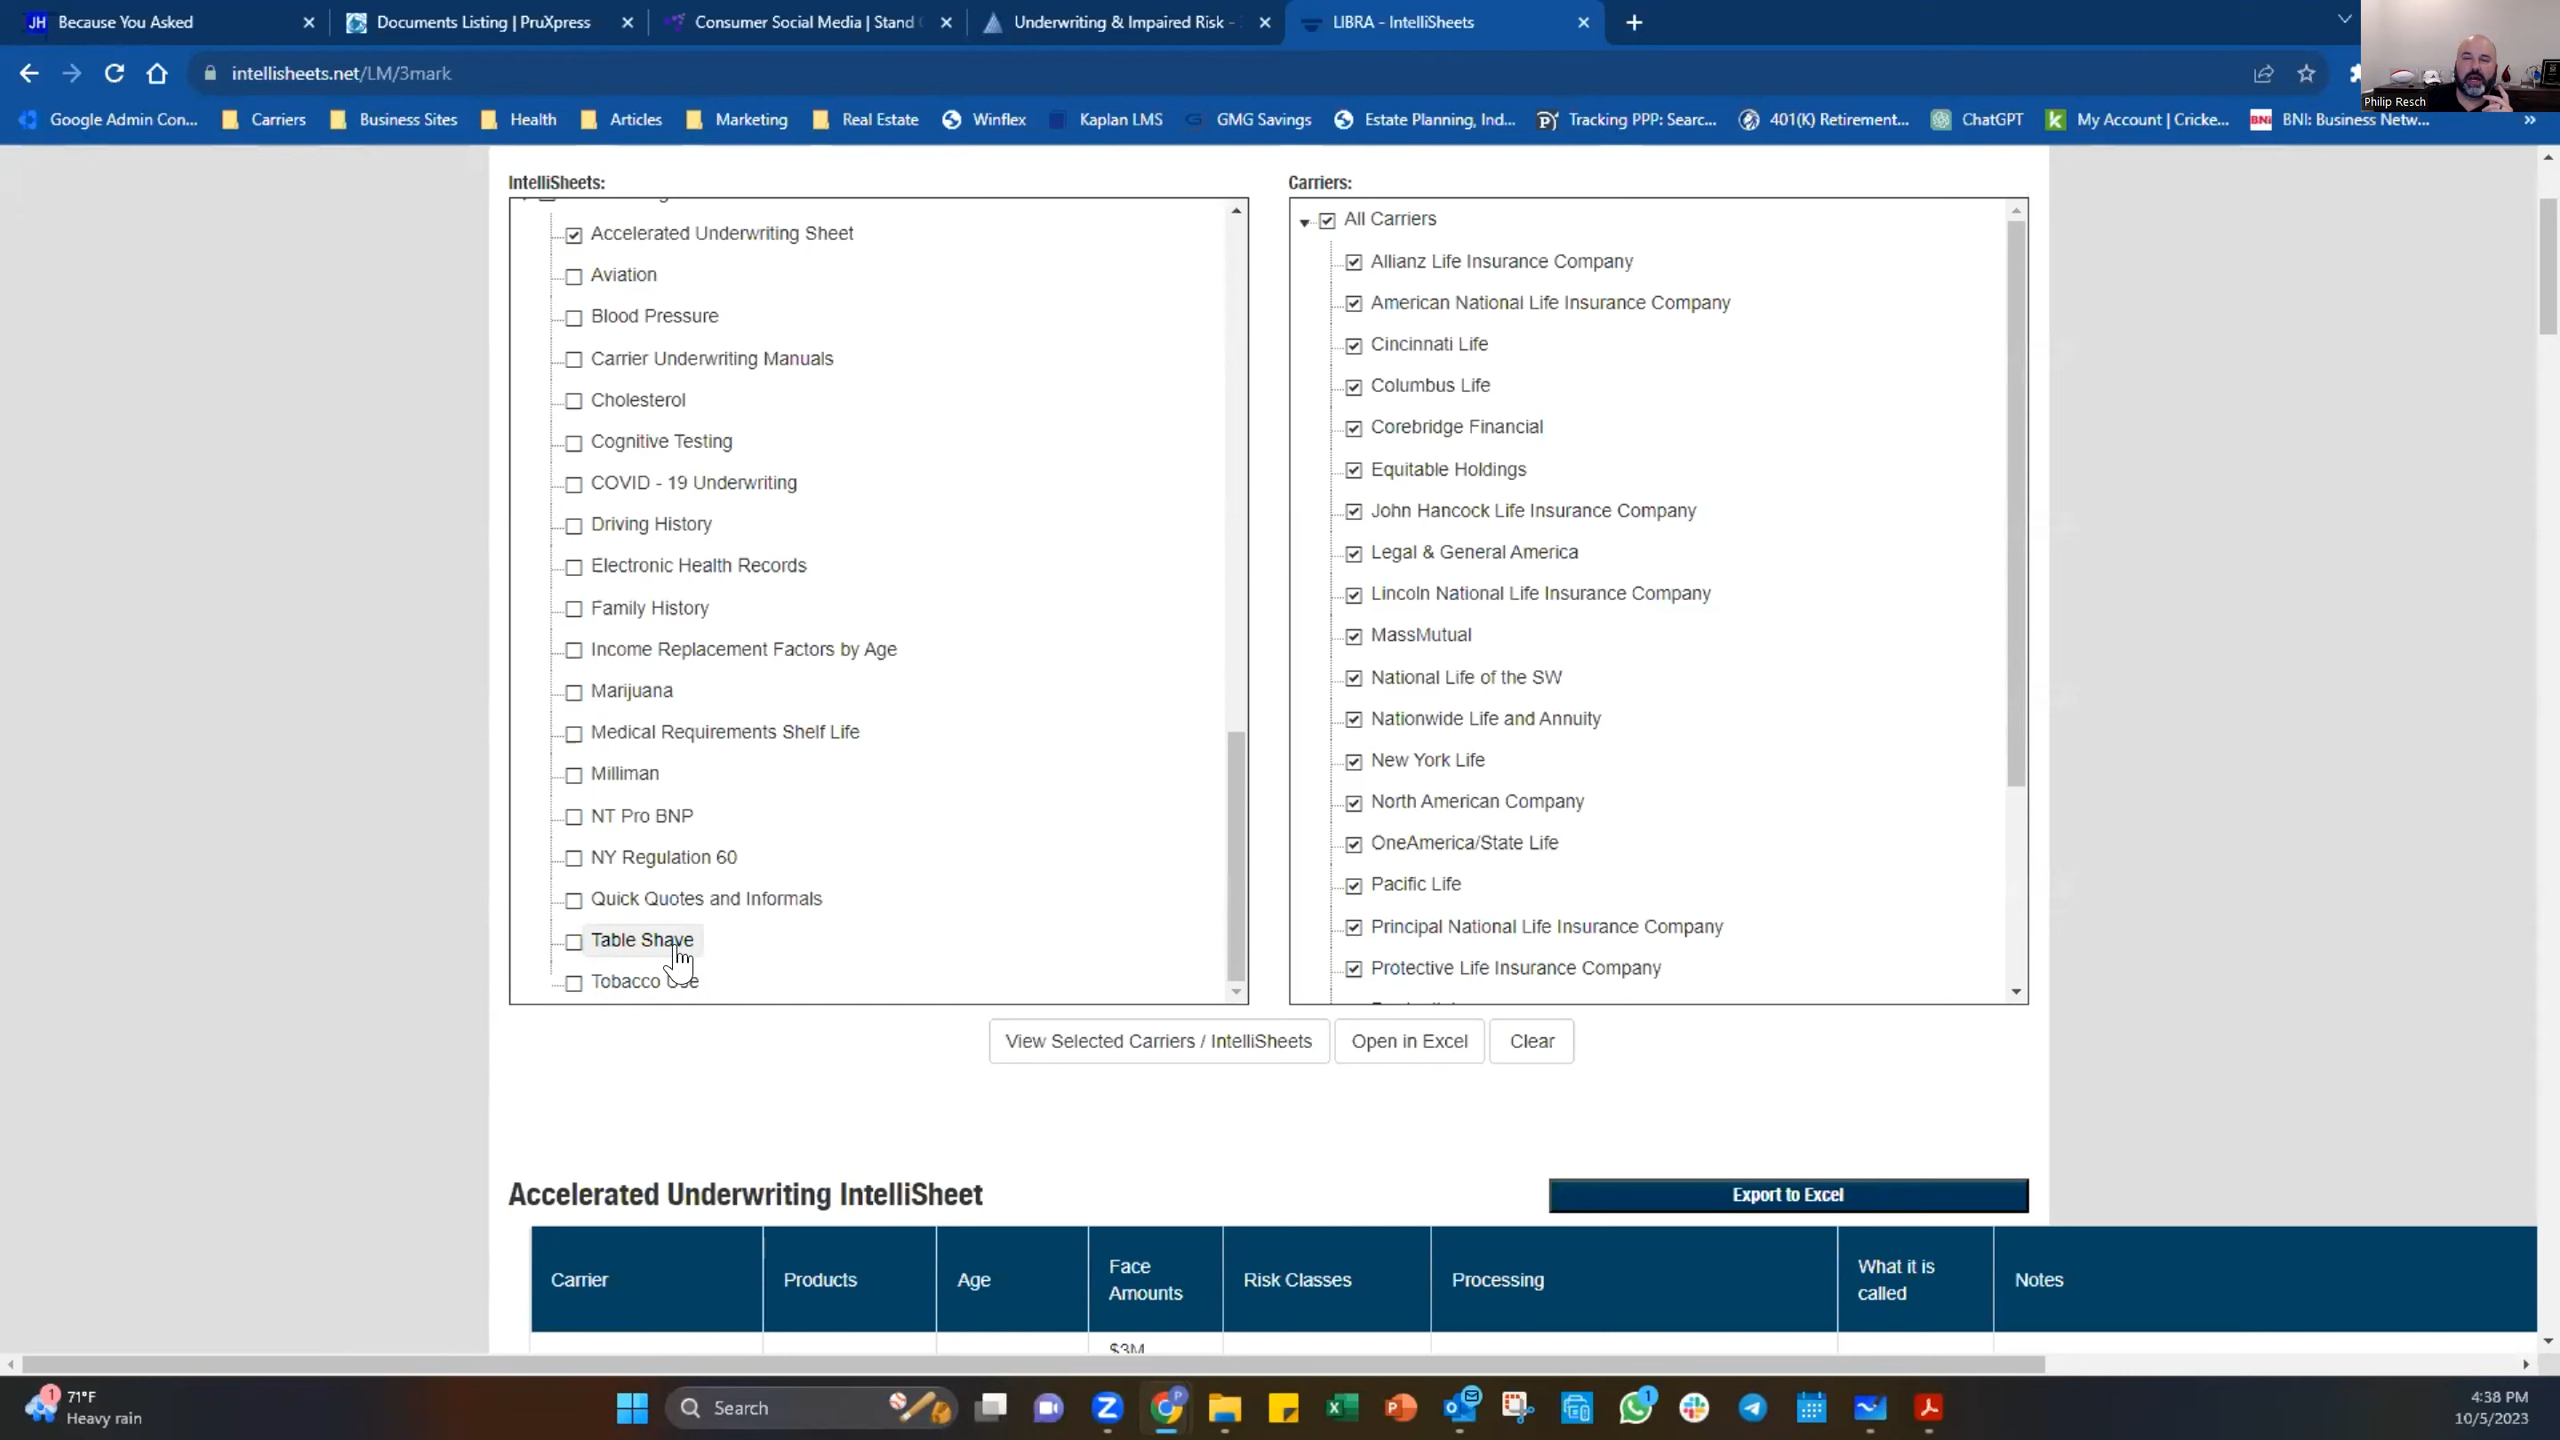 JH Because You Asked
Documents Listing | PruXpress
Consumer Social Media | Stand
Underwriting & Impaired Risk -
LIBRA - IntelliSheets
intellisheets.net/LM/3mark
Philip Resch
Google Admin Con...
Carriers
Business Sites
Health
Articles
Marketing
Real Estate
Winflex
Kaplan LMS
GMG Savings
Estate Planning, Ind...
Tracking PPP: Searc...
401(K) Retirement...
ChatGPT
My Account | Cricke...
BNI BNI: Business Netw...
IntelliSheets:
Accelerated Underwriting Sheet
Aviation
Blood Pressure
Carrier Underwriting Manuals
Cholesterol
Cognitive Testing
COVID - 19 Underwriting
Driving History
Electronic Health Records
Family History
Income Replacement Factors by Age
Marijuana
Medical Requirements Shelf Life
Milliman
NT Pro BNP
NY Regulation 60
Quick Quotes and Informals
Table Shave
Tobacco Use
Carriers:
All Carriers
Allianz Life Insurance Company
American National Life Insurance Company
Cincinnati Life
Columbus Life
Corebridge Financial
Equitable Holdings
John Hancock Life Insurance Company
Legal & General America
Lincoln National Life Insurance Company
MassMutual
National Life of the SW
Nationwide Life and Annuity
New York Life
North American Company
OneAmerica/State Life
Pacific Life
Principal National Life Insurance Company
Protective Life Insurance Company
View Selected Carriers / IntelliSheets
Open in Excel
Clear
Accelerated Underwriting IntelliSheet
Export to Excel
Carrier
Products
Age
Face
Amounts
Risk Classes
Processing
What it is
called
Notes
$3M
1
71°F
Heavy rain
Search
1
4:38 PM
10/5/2023